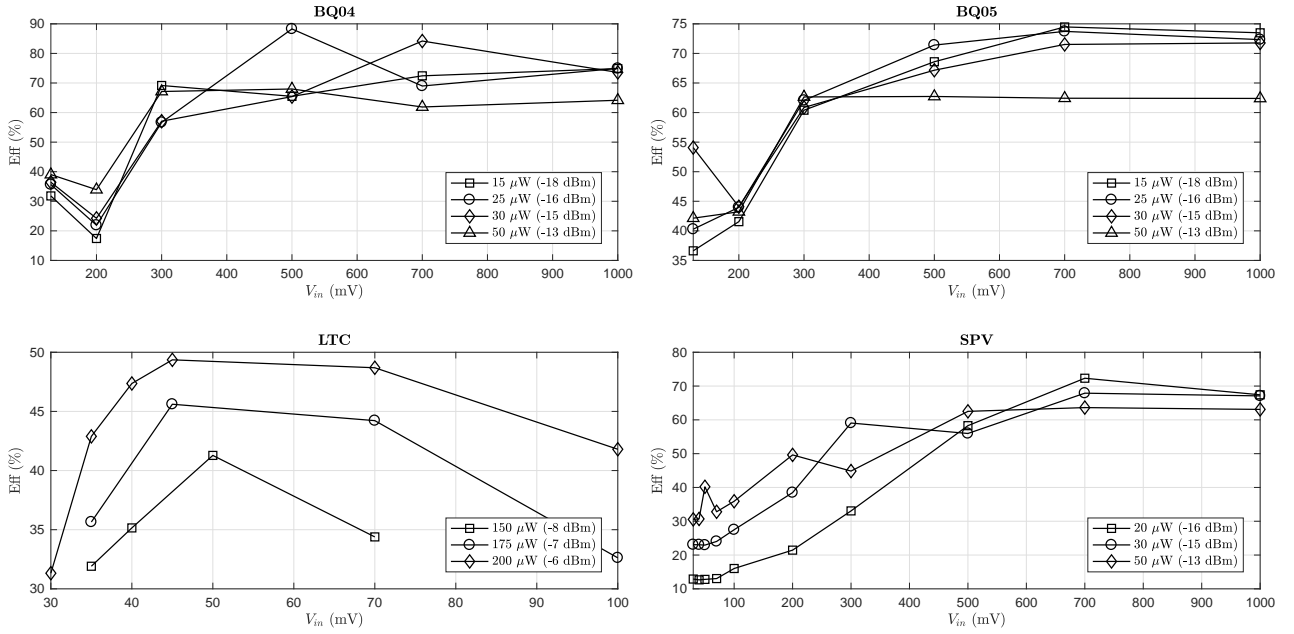 BQ04
90
80
70
60
50
40
30
20
10
Eff (%)
200 300 400 500 600 700 800 900 1000
V_in (mV)
15 μW (-18 dBm)
25 μW (-16 dBm)
30 μW (-15 dBm)
50 μW (-13 dBm)
BQ05
75
70
65
60
55
50
45
40
35
Eff (%)
200 300 400 500 600 700 800 900 1000
V_in (mV)
15 μW (-18 dBm)
25 μW (-16 dBm)
30 μW (-15 dBm)
50 μW (-13 dBm)
LTC
50
45
40
35
30
Eff (%)
30 40 50 60 70 80 90 100
V_in (mV)
150 μW (-8 dBm)
175 μW (-7 dBm)
200 μW (-6 dBm)
SPV
80
70
60
50
40
30
20
10
Eff (%)
100 200 300 400 500 600 700 800 900 1000
V_in (mV)
20 μW (-16 dBm)
30 μW (-15 dBm)
50 μW (-13 dBm)